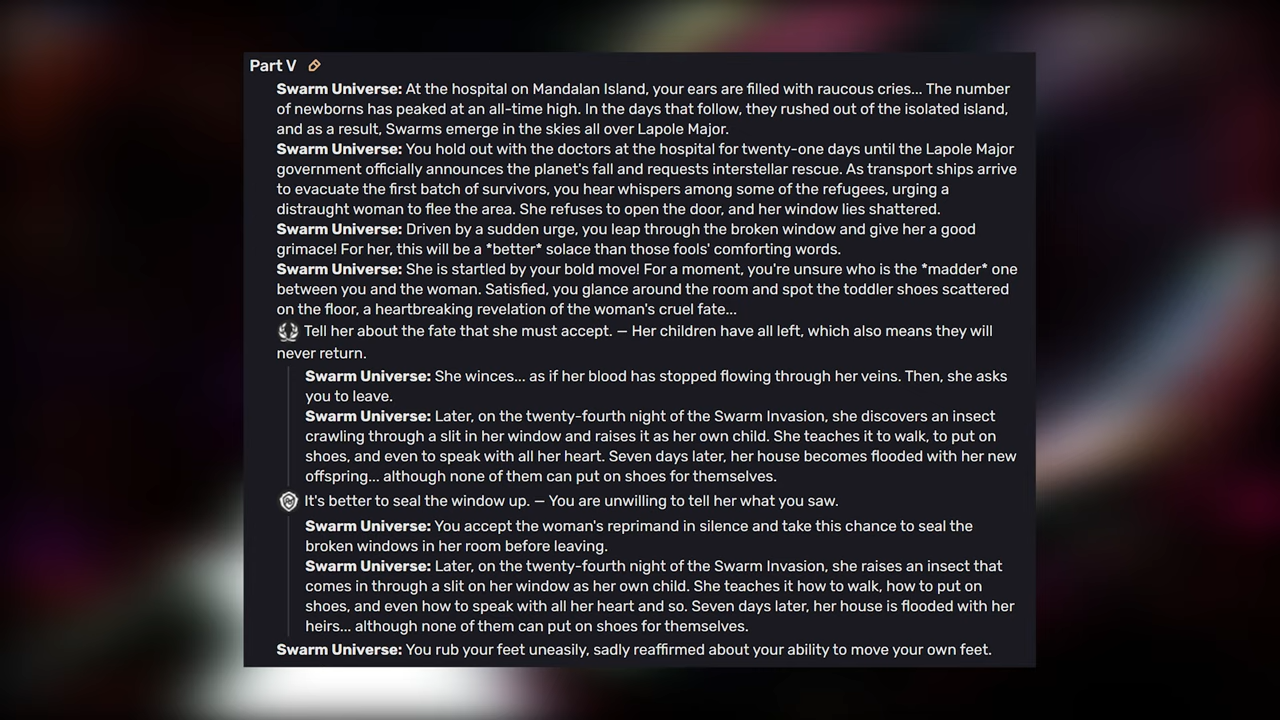 Part V
Swarm Universe: At the hospital on Mandalan Island, your ears are filled with raucous cries... The number
of newborns has peaked at an all-time high. In the days that follow, they rushed out of the isolated island,
and as a result, Swarms emerge in the skies all over Lapole Major.
Swarm Universe: You hold out with the doctors at the hospital for twenty-one days until the Lapole Major
government officially announces the planet's fall and requests interstellar rescue. As transport ships arrive
to evacuate the first batch of survivors, you hear whispers among some of the refugees, urging a
distraught woman to flee the area. She refuses to open the door, and her window lies shattered.
Swarm Universe: Driven by a sudden urge, you leap through the broken window and give her a good
grimace! For her, this will be a *better* solace than those fools' comforting words.
Swarm Universe: She is startled by your bold move! For a moment, you're unsure who is the *madder* one
between you and the woman. Satisfied, you glance around the room and spot the toddler shoes scattered
on the floor, a heartbreaking revelation of the woman's cruel fate...
Tell her about the fate that she must accept. — Her children have all left, which also means they will
never return.
Swarm Universe: She winces... as if her blood has stopped flowing through her veins. Then, she asks
you to leave.
Swarm Universe: Later, on the twenty-fourth night of the Swarm Invasion, she discovers an insect
crawling through a slit in her window and raises it as her own child. She teaches it to walk, to put on
shoes, and even to speak with all her heart. Seven days later, her house becomes flooded with her new
offspring... although none of them can put on shoes for themselves.
It's better to seal the window up. — You are unwilling to tell her what you saw.
Swarm Universe: You accept the woman's reprimand in silence and take this chance to seal the
broken windows in her room before leaving.
Swarm Universe: Later, on the twenty-fourth night of the Swarm Invasion, she raises an insect that
comes in through a slit on her window as her own child. She teaches it how to walk, how to put on
shoes, and even how to speak with all her heart and so. Seven days later, her house is flooded with her
heirs... although none of them can put on shoes for themselves.
Swarm Universe: You rub your feet uneasily, sadly reaffirmed about your ability to move your own feet.